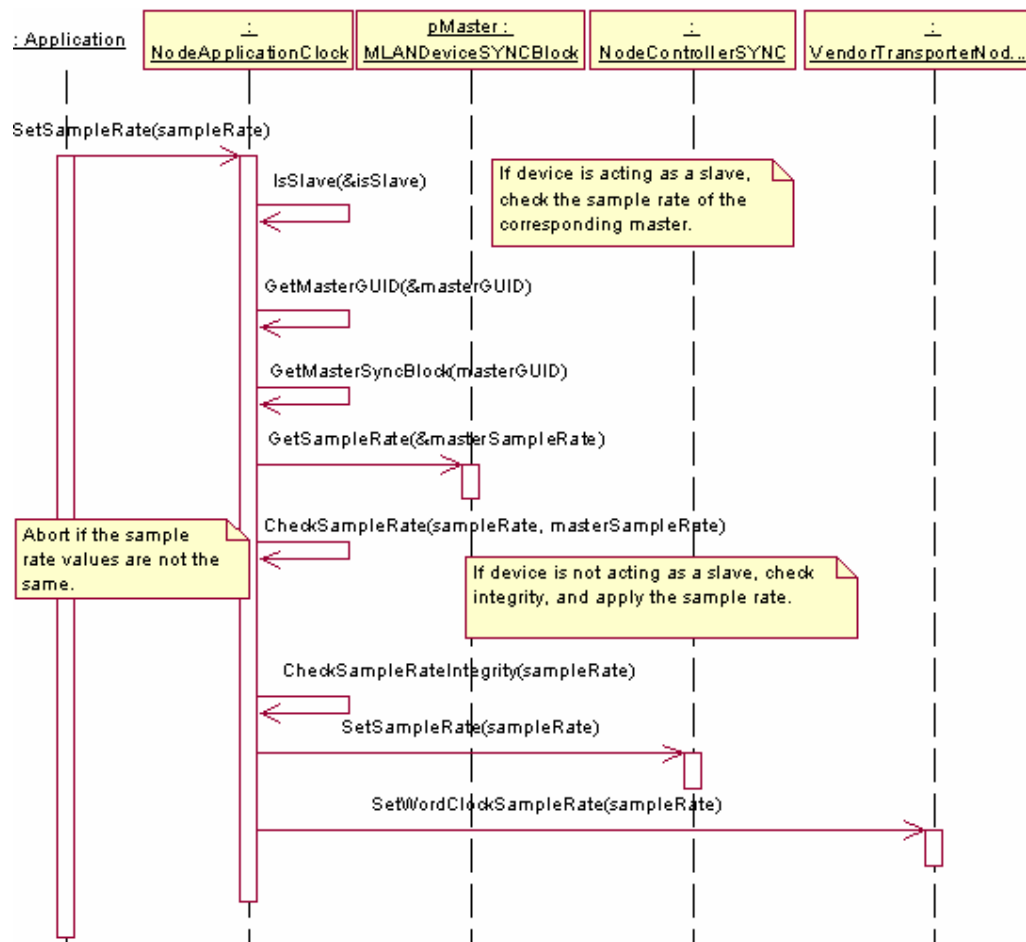 : Application
:
NodeApplicationClock
pMaster :
MLANDeviceSYNCBlock
:
NodeControllerSYNC
:
VendorTransporterNod...
SetSampleRate(sampleRate)
IsSlave(&isSlave)
If device is acting as a slave,
check the sample rate of the
corresponding master.
GetMasterGUID(&masterGUID)
GetMasterSyncBlock(masterGUID)
GetSampleRate(&masterSampleRate)
Abort if the sample
rate values are not the
same.
CheckSampleRate(sampleRate, masterSampleRate)
If device is not acting as a slave, check
integrity, and apply the sample rate.
CheckSampleRateIntegrity(sampleRate)
SetSampleRate(sampleRate)
SetWordClockSampleRate(sampleRate)